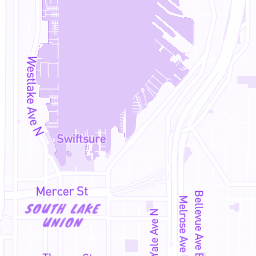 Westlake Ave N
Swiftsure
Mercer St
SOUTH LAKE
UNION
Yale Ave N
Melrose Ave
Bellevue Ave E